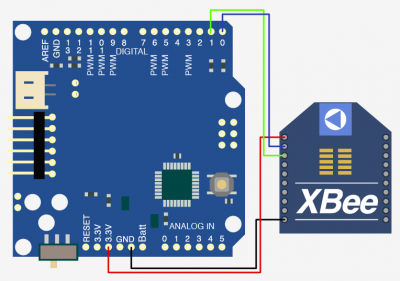 AREF
GND
13
12
11
10
9
8
7
6
5
4
3
2
1
0
PWM
PWM
PWM
DIGITAL
PWM
PWM
PWM
XBee
RESET
3.3V
3.3V
GND
Batt
ANALOG IN
0 1 2 3 4 5